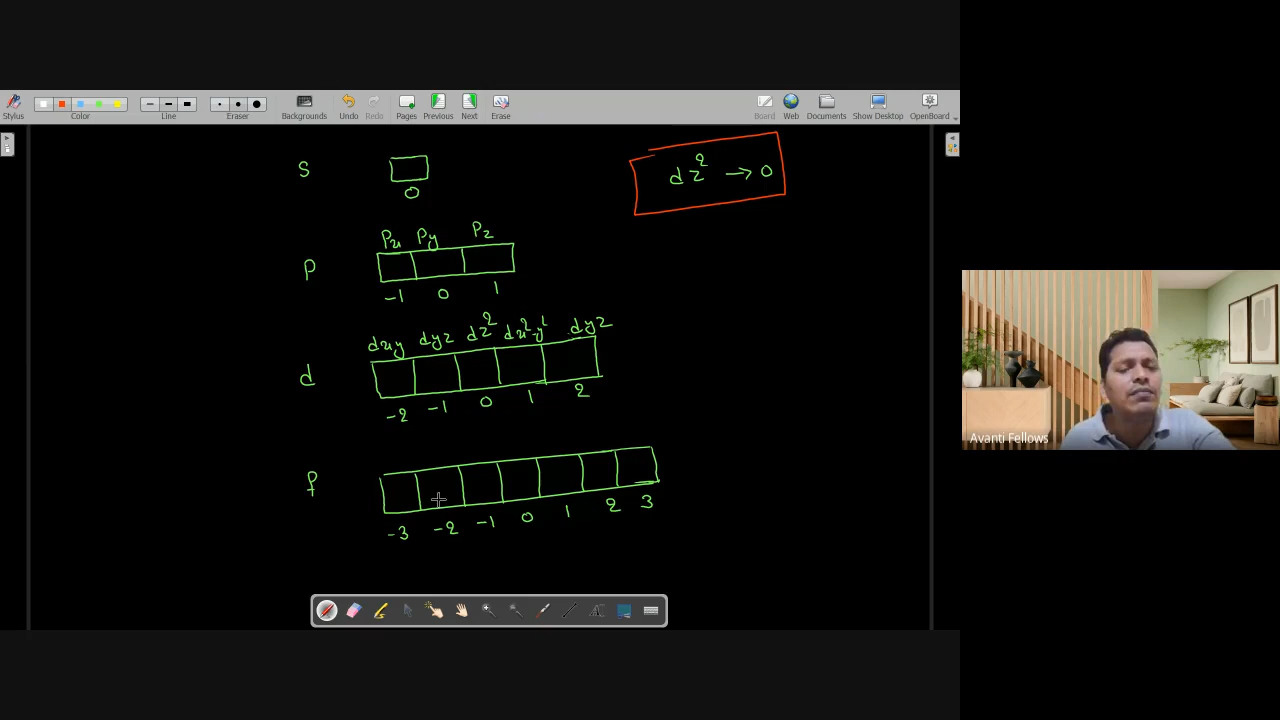 Stylus Color Line Eraser Backgrounds Undo Redo Pages Previous Next Erase Board Web Documents Show Desktop OpenBoard
S
0
dz² → 0
Px Py Pz
P
-1 0 1
dxy dyz dz² dx²-y² dyz
d
-2 -1 0 1 2
f
-3 -2 -1 0 1 2 3
Avanti Fellows